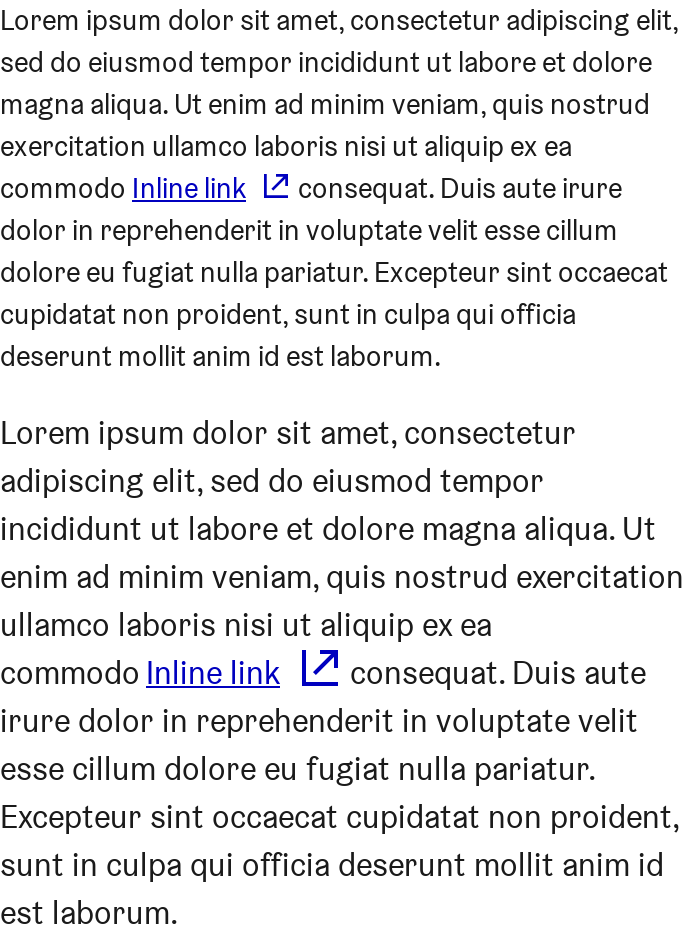 Lorem ipsum dolor sit amet, consectetur adipiscing elit,
sed do eiusmod tempor incididunt ut labore et dolore
magna aliqua. Ut enim ad minim veniam, quis nostrud
exercitation ullamco laboris nisi ut aliquip ex ea
commodo Inline link consequat. Duis aute irure
dolor in reprehenderit in voluptate velit esse cillum
dolore eu fugiat nulla pariatur. Excepteur sint occaecat
cupidatat non proident, sunt in culpa qui officia
deserunt mollit anim id est laborum.
Lorem ipsum dolor sit amet, consectetur
adipiscing elit, sed do eiusmod tempor
incididunt ut labore et dolore magna aliqua. Ut
enim ad minim veniam, quis nostrud exercitation
ullamco laboris nisi ut aliquip ex ea
commodo Inline link consequat. Duis aute
irure dolor in reprehenderit in voluptate velit
esse cillum dolore eu fugiat nulla pariatur.
Excepteur sint occaecat cupidatat non proident,
sunt in culpa qui officia deserunt mollit anim id
est laborum.